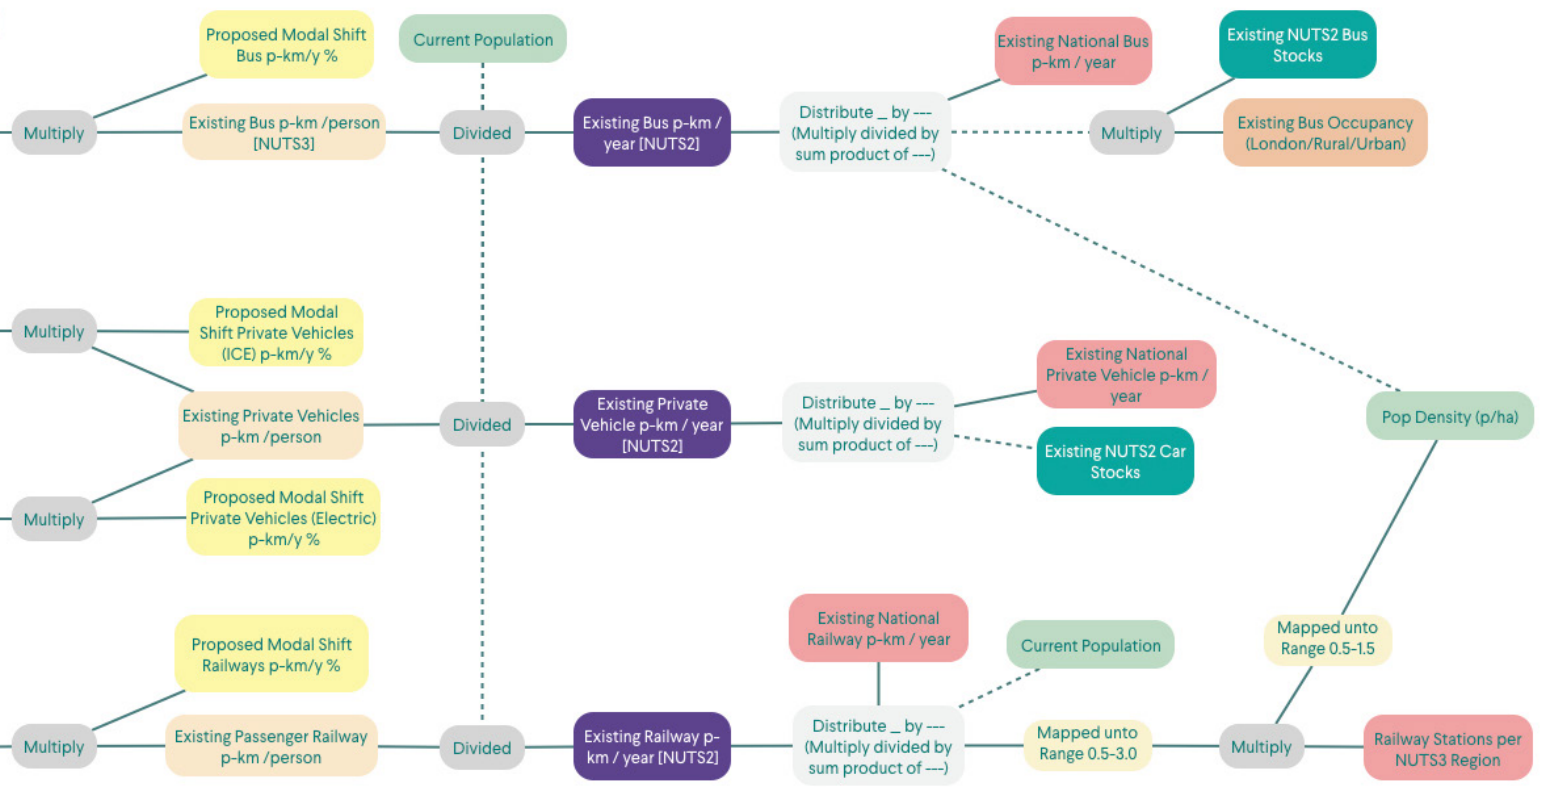 Proposed Modal Shift
Bus p-km/y %
Current Population
Existing National Bus
p-km / year
Existing NUTS2 Bus
Stocks
Multiply
Existing Bus p-km /person
[NUTS3]
Divided
Existing Bus p-km /
year [NUTS2]
Distribute _ by ---
(Multiply divided by
sum product of ---)
Multiply
Existing Bus Occupancy
(London/Rural/Urban)
Multiply
Proposed Modal
Shift Private Vehicles
(ICE) p-km/y %
Existing Private Vehicles
p-km /person
Divided
Existing Private
Vehicle p-km / year
[NUTS2]
Distribute _ by ---
(Multiply divided by
sum product of ---)
Existing National
Private Vehicle p-km /
year
Existing NUTS2 Car
Stocks
Pop Density (p/ha)
Multiply
Proposed Modal Shift
Private Vehicles (Electric)
p-km/y %
Proposed Modal Shift
Railways p-km/y %
Existing National
Railway p-km / year
Current Population
Mapped unto
Range 0.5-1.5
Multiply
Existing Passenger Railway
p-km /person
Divided
Existing Railway p-
km / year [NUTS2]
Distribute _ by ---
(Multiply divided by
sum product of ---)
Mapped unto
Range 0.5-3.0
Multiply
Railway Stations per
NUTS3 Region